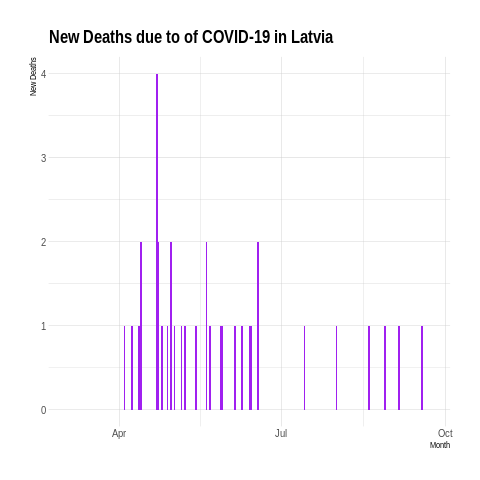 New Deaths due to of COVID-19 in Latvia
New Deaths
4
3
2
1
0
Apr
Jul
Oct
Month